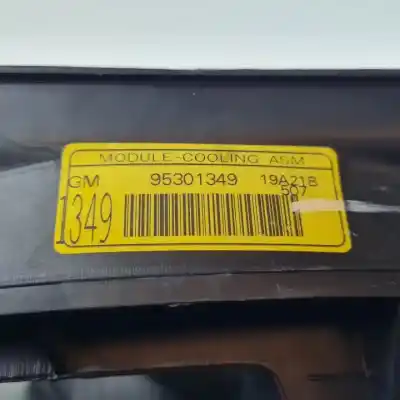 MODULE-COOLING ASM
GM 95301349 19A21B
507
1349